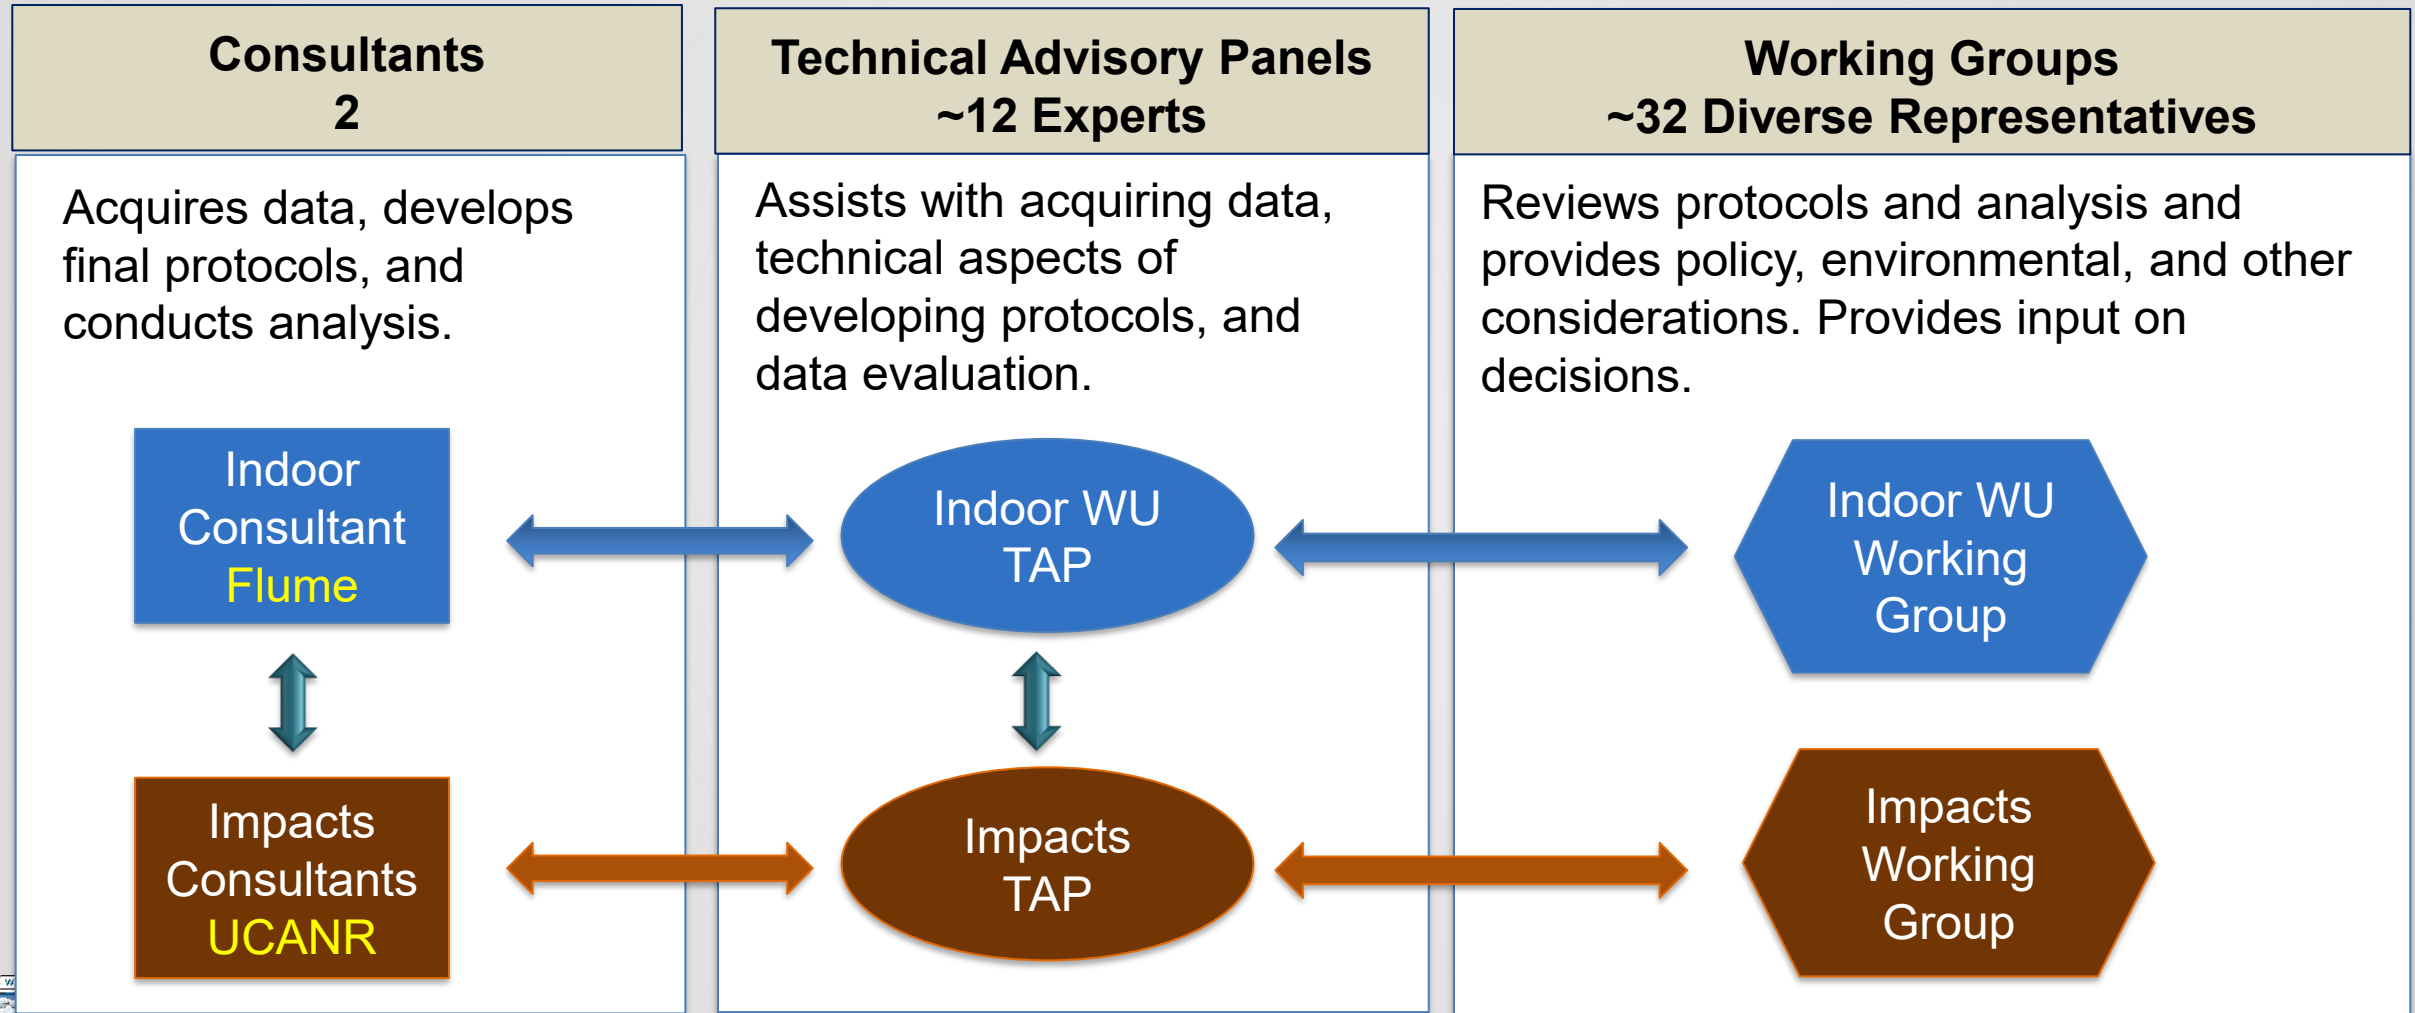 Consultants
2
Technical Advisory Panels
~12 Experts
Working Groups
~32 Diverse Representatives
Acquires data, develops
final protocols, and
conducts analysis.
Assists with acquiring data,
technical aspects of
developing protocols, and
data evaluation.
Reviews protocols and analysis and
provides policy, environmental, and other
considerations. Provides input on
decisions.
Indoor
Consultant
Flume
Indoor WU
TAP
Indoor WU
Working
Group
Impacts
Consultants
UCANR
Impacts
TAP
Impacts
Working
Group